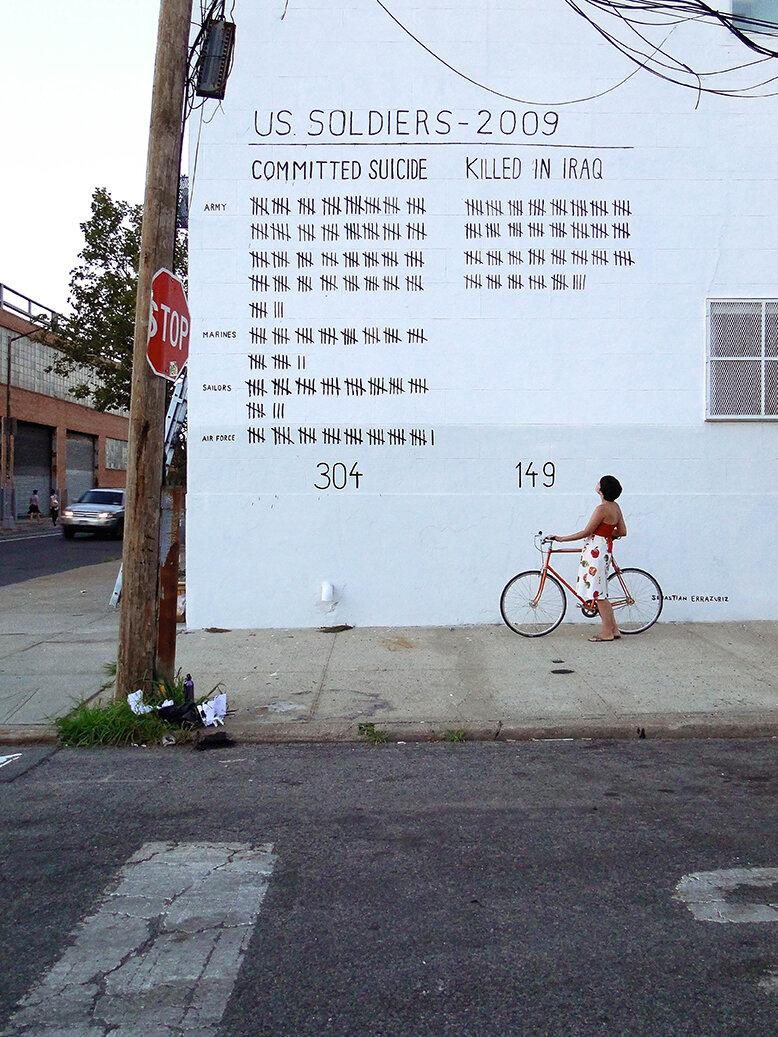 US. SOLDIERS - 2009
COMMITTED SUICIDE KILLED IN IRAQ
ARMY
MARINES
SAILORS
AIR FORCE
304 149
STOP
SEBASTIAN ERRAZURIZ